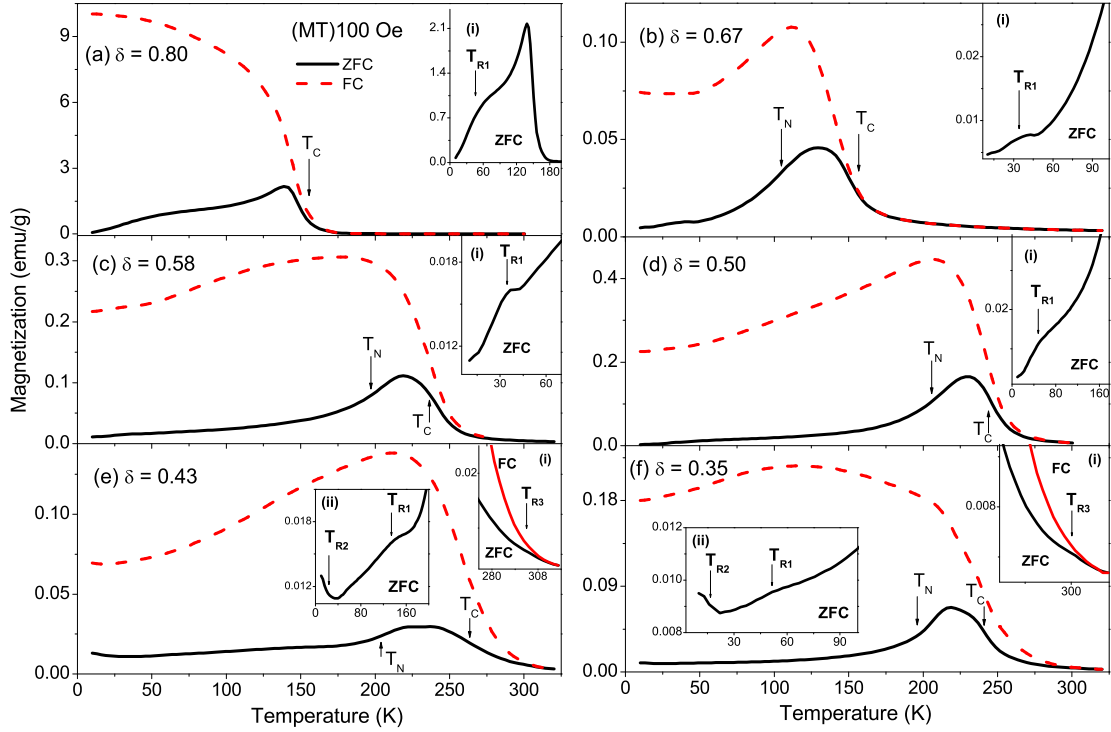 Magnetization (emu/g)
(MT)100 Oe
(a) δ = 0.80
ZFC
FC
T_C
9
6
3
0
(i)
T_R1
ZFC
2.1
1.4
0.7
0.0
0 60 120 180
(b) δ = 0.67
T_N
T_C
0.10
0.05
0.00
(i)
T_R1
ZFC
0.02
0.01
30 60 90
(c) δ = 0.58
T_N
T_C
0.3
0.2
0.1
0.0
(i)
T_R1
ZFC
0.018
0.012
30 60
(d) δ = 0.50
T_N
T_C
0.4
0.2
0.0
(i)
T_R1
ZFC
0.02
0 40 80 120 160
(e) δ = 0.43
T_N
T_C
0.10
0.05
0.00
(ii)
T_R1
T_R2
ZFC
0.018
0.012
0 40 80 120 160
FC
(i)
T_R3
ZFC
0.02
280 308
0 50 100 150 200 250 300
Temperature (K)
(f) δ = 0.35
T_N
T_C
0.18
0.09
0.00
(ii)
T_R2
T_R1
ZFC
0.012
0.010
0.008
30 60 90
FC
(i)
T_R3
ZFC
0.008
300
0 50 100 150 200 250 300
Temperature (K)